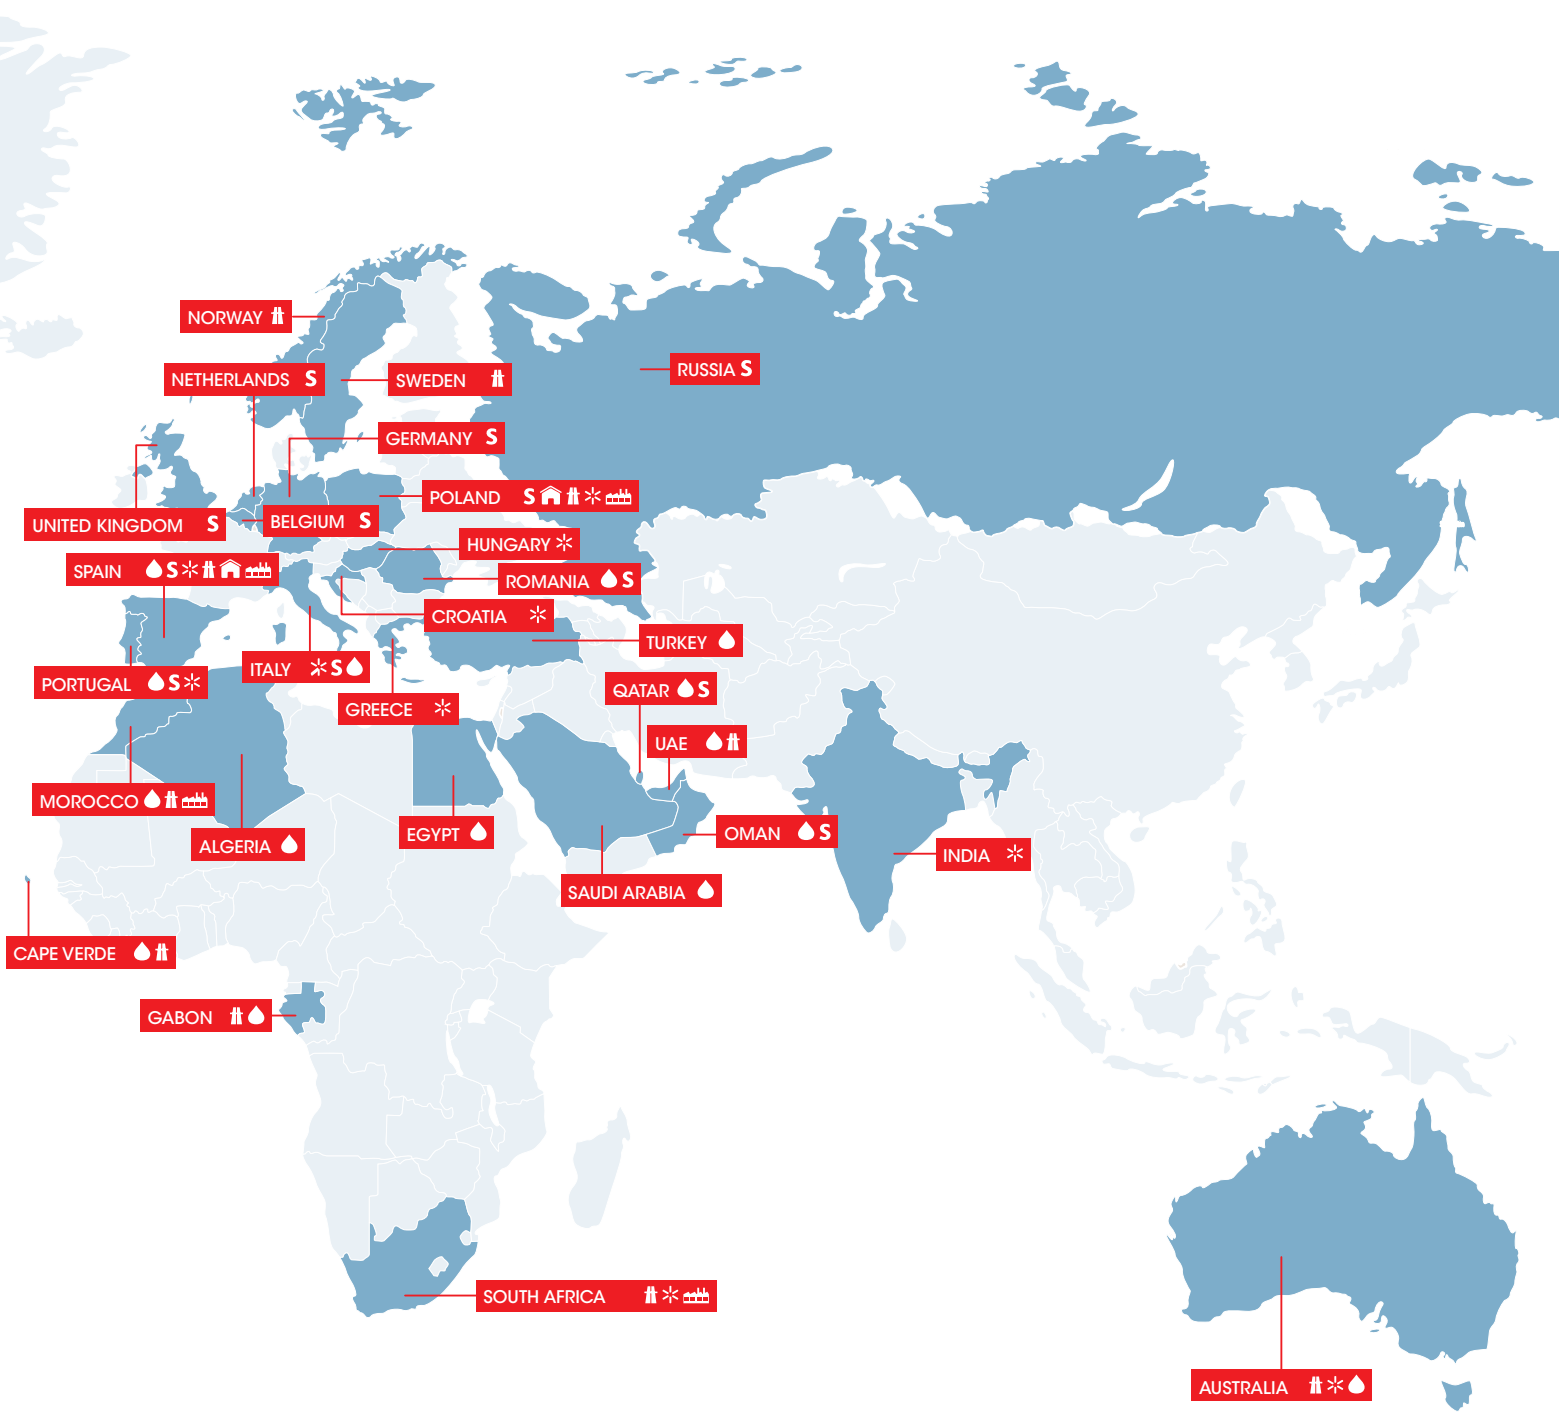 NORWAY
NETHERLANDS S
SWEDEN
RUSSIA S
GERMANY S
POLAND S
UNITED KINGDOM S
BELGIUM S
HUNGARY
SPAIN S
ROMANIA S
CROATIA
TURKEY
ITALY S
PORTUGAL S
QATAR S
GREECE
UAE
MOROCCO
EGYPT
OMAN S
ALGERIA
INDIA
SAUDI ARABIA
CAPE VERDE
GABON
SOUTH AFRICA
AUSTRALIA